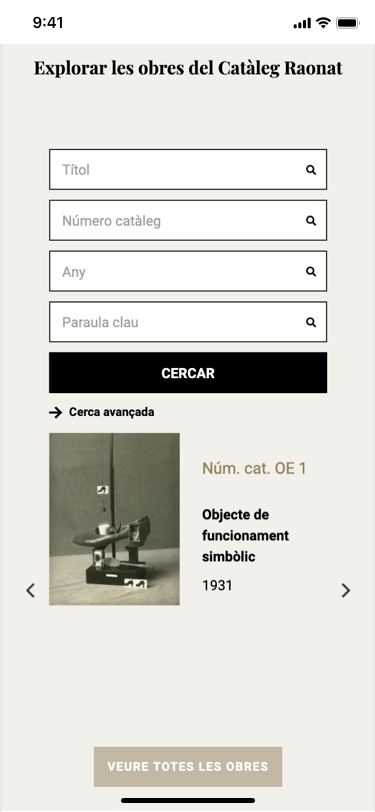 9:41
Explorar les obres del Catàleg Raonat
Títol
Número catàleg
Any
Paraula clau
CERCAR
Cerca avançada
Núm. cat. OE 1
Objecte de
funcionament
simbòlic
1931
VEURE TOTES LES OBRES